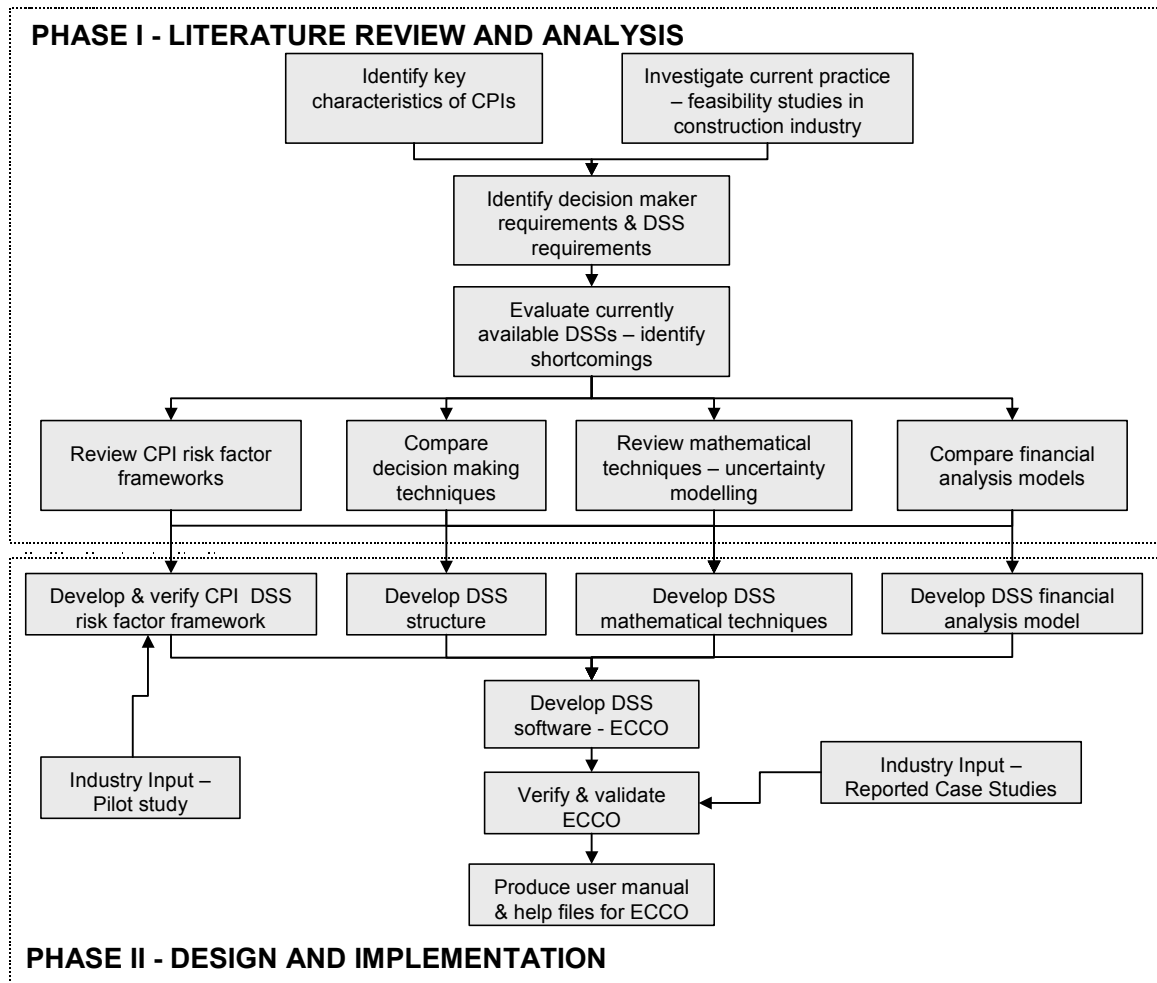 PHASE I - LITERATURE REVIEW AND ANALYSIS
Identify key
characteristics of CPIs
Investigate current practice
– feasibility studies in
construction industry
Identify decision maker
requirements & DSS
requirements
Evaluate currently
available DSSs – identify
shortcomings
Review CPI risk factor
frameworks
Compare
decision making
techniques
Review mathematical
techniques – uncertainty
modelling
Compare financial
analysis models
Develop & verify CPI DSS
risk factor framework
Develop DSS
structure
Develop DSS
mathematical techniques
Develop DSS financial
analysis model
Develop DSS
software - ECCO
Industry Input –
Pilot study
Verify & validate
ECCO
Industry Input –
Reported Case Studies
Produce user manual
& help files for ECCO
PHASE II - DESIGN AND IMPLEMENTATION